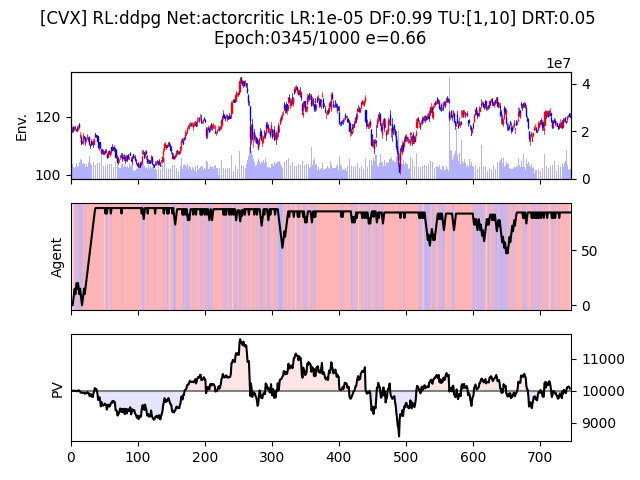 [CVX] RL:ddpg Net:actorcritic LR:1e-05 DF:0.99 TU:[1,10] DRT:0.05
Epoch:0345/1000 e=0.66
1e7
Env.
120
100
4
2
0
Agent
50
0
PV
11000
10000
9000
0 100 200 300 400 500 600 700